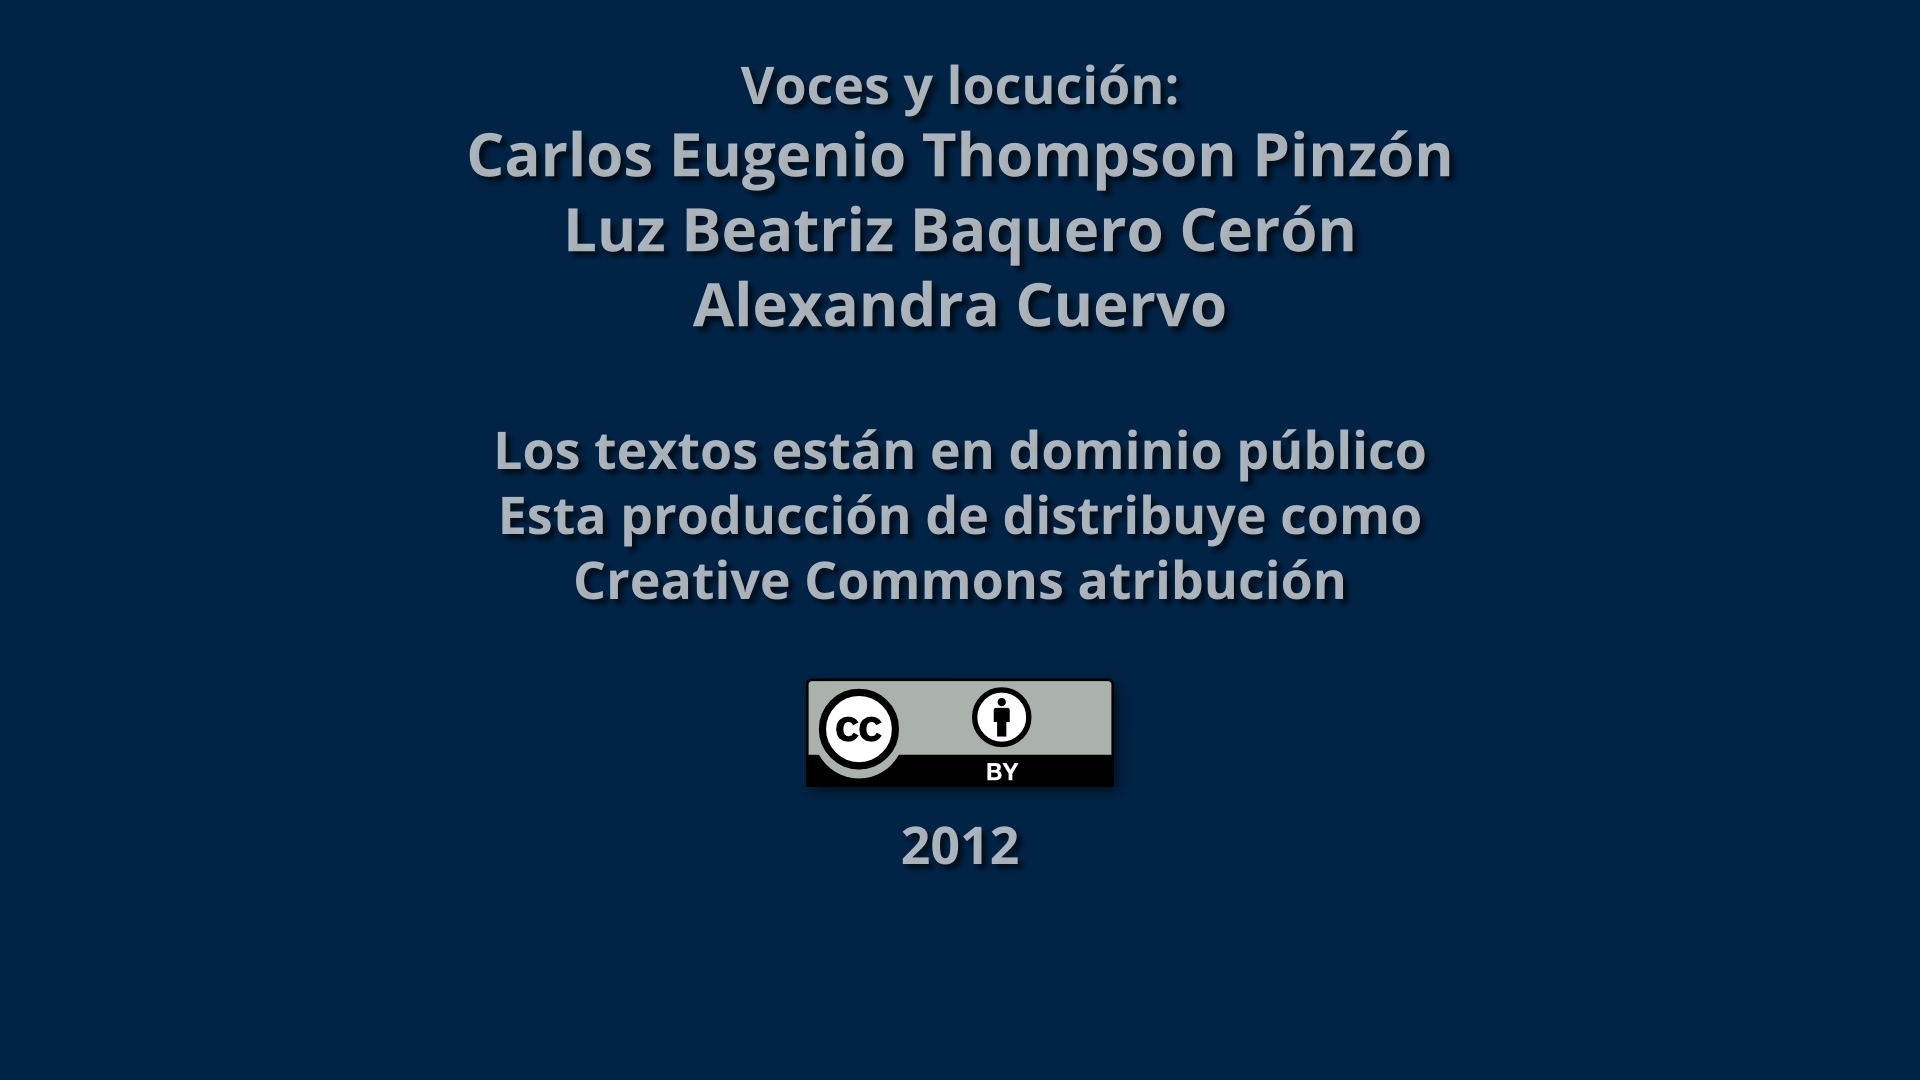 Voces y locución:
Carlos Eugenio Thompson Pinzón
Luz Beatriz Baquero Cerón
Alexandra Cuervo
Los textos están en dominio público
Esta producción de distribuye como
Creative Commons atribución
cc
BY
2012